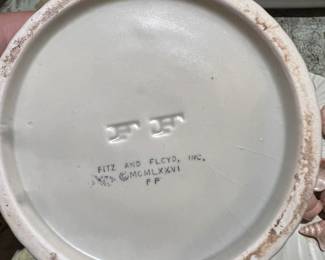 FF
FITZ AND FLOYD, INC.
©MCMLXXVI
FF